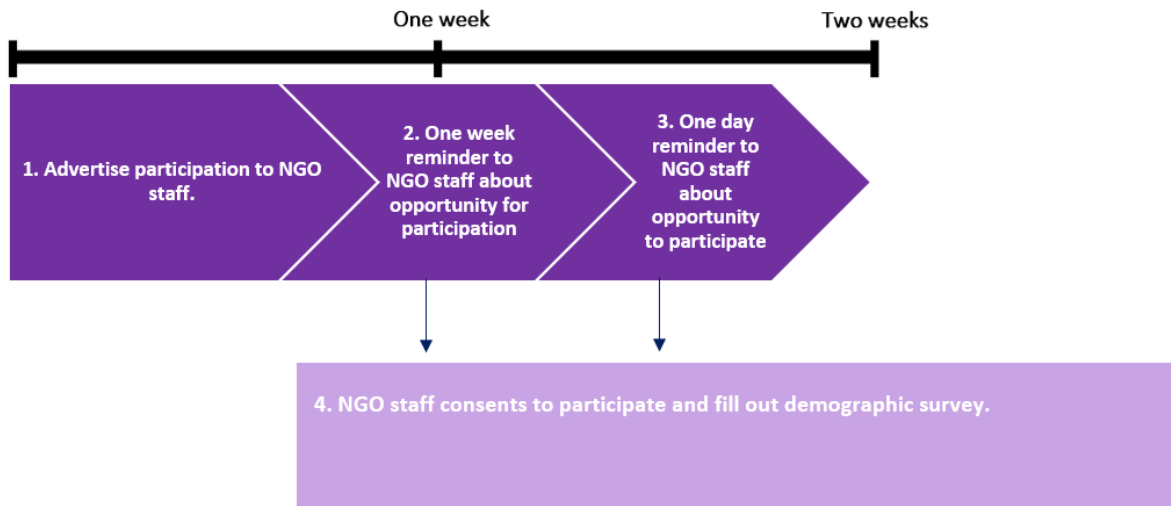 One week
Two weeks
1. Advertise participation to NGO
staff.
2. One week
reminder to
NGO staff about
opportunity for
participation
3. One day
reminder to
NGO staff
about
opportunity
to participate
4. NGO staff consents to participate and fill out demographic survey.